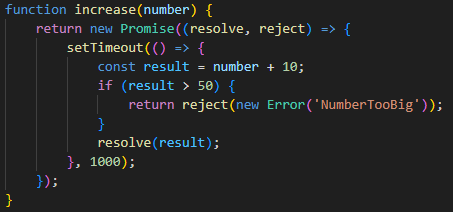 function increase(number) {
    return new Promise((resolve, reject) => {
        setTimeout(() => {
            const result = number + 10;
            if (result > 50) {
                return reject(new Error('NumberTooBig'));
            }
            resolve(result);
        }, 1000);
    });
}